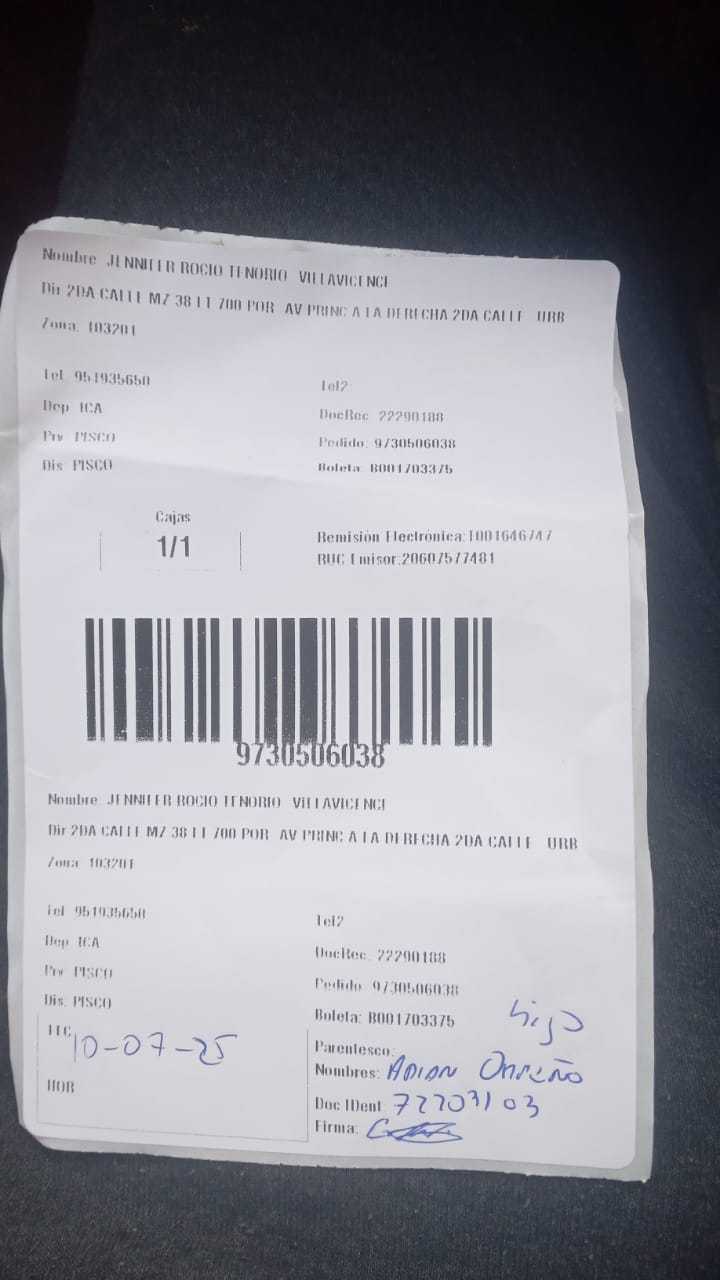 Nombre JENNIFER ROCIO TENORIO VILLAVICENCI
Dir 2DA CALLE MZ 38 LT 700 POR AV PRINC A LA DERECHA 2DA CALLE URB
Zona: 103201
Tel 951935650 Tel2
Dep ICA DocRec 22290188
Prv PISCO Pedido: 9730506038
Dis PISCO Boleta: B001703375
Cajas
1/1
Remisión Electrónica: T001646747
RUC Emisor:20607577481
9730506038
Nombre JENNIFER ROCIO TENORIO VILLAVICENCI
Dir 2DA CALLE MZ 38 LT 700 POR AV PRINC A LA DERECHA 2DA CALLE URB
Zona 103201
Tel 951935650 Tel2
Dep ICA DocRec. 22290188
Prv PISCO Pedido 9730506038
Dis. PISCO Boleta: B001703375
FEC 10-07-25
Parentesco: hijo
Nombres:
HOR
Doc IDent 72203103
Firma: